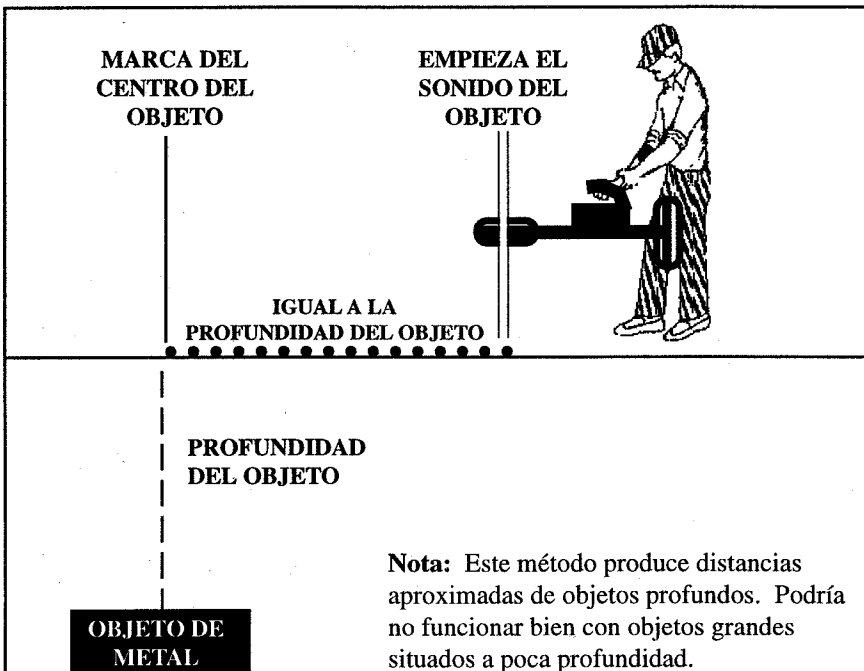 MARCA DEL
CENTRO DEL
OBJETO
EMPIEZA EL
SONIDO DEL
OBJETO
IGUAL A LA
PROFUNDIDAD DEL OBJETO
PROFUNDIDAD
DEL OBJETO
Nota: Este método produce distancias
aproximadas de objetos profundos. Podría
no funcionar bien con objetos grandes
situados a poca profundidad.
OBJETO DE
METAL